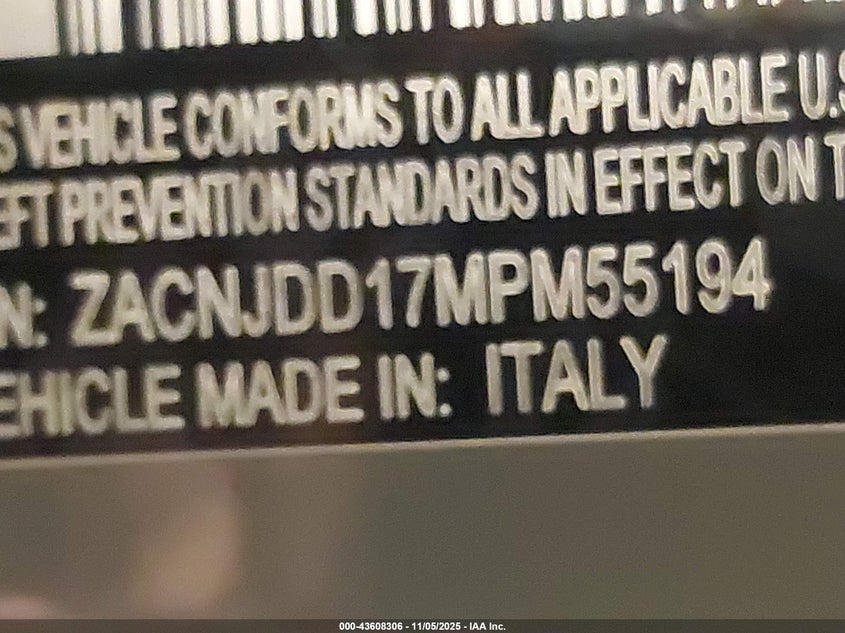 S VEHICLE CONFORMS TO ALL APPLICABLE U.S
EFT PREVENTION STANDARDS IN EFFECT ON T
N: ZACNJDD17MPM55194
EHICLE MADE IN: ITALY
000-43608306 - 11/05/2025 - IAA Inc.